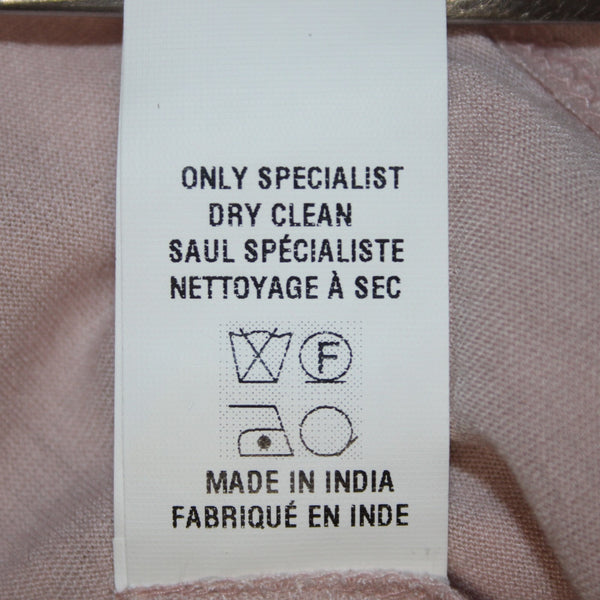 ONLY SPECIALIST
DRY CLEAN
SAUL SPÉCIALISTE
NETTOYAGE À SEC
F
MADE IN INDIA
FABRIQUÉ EN INDE